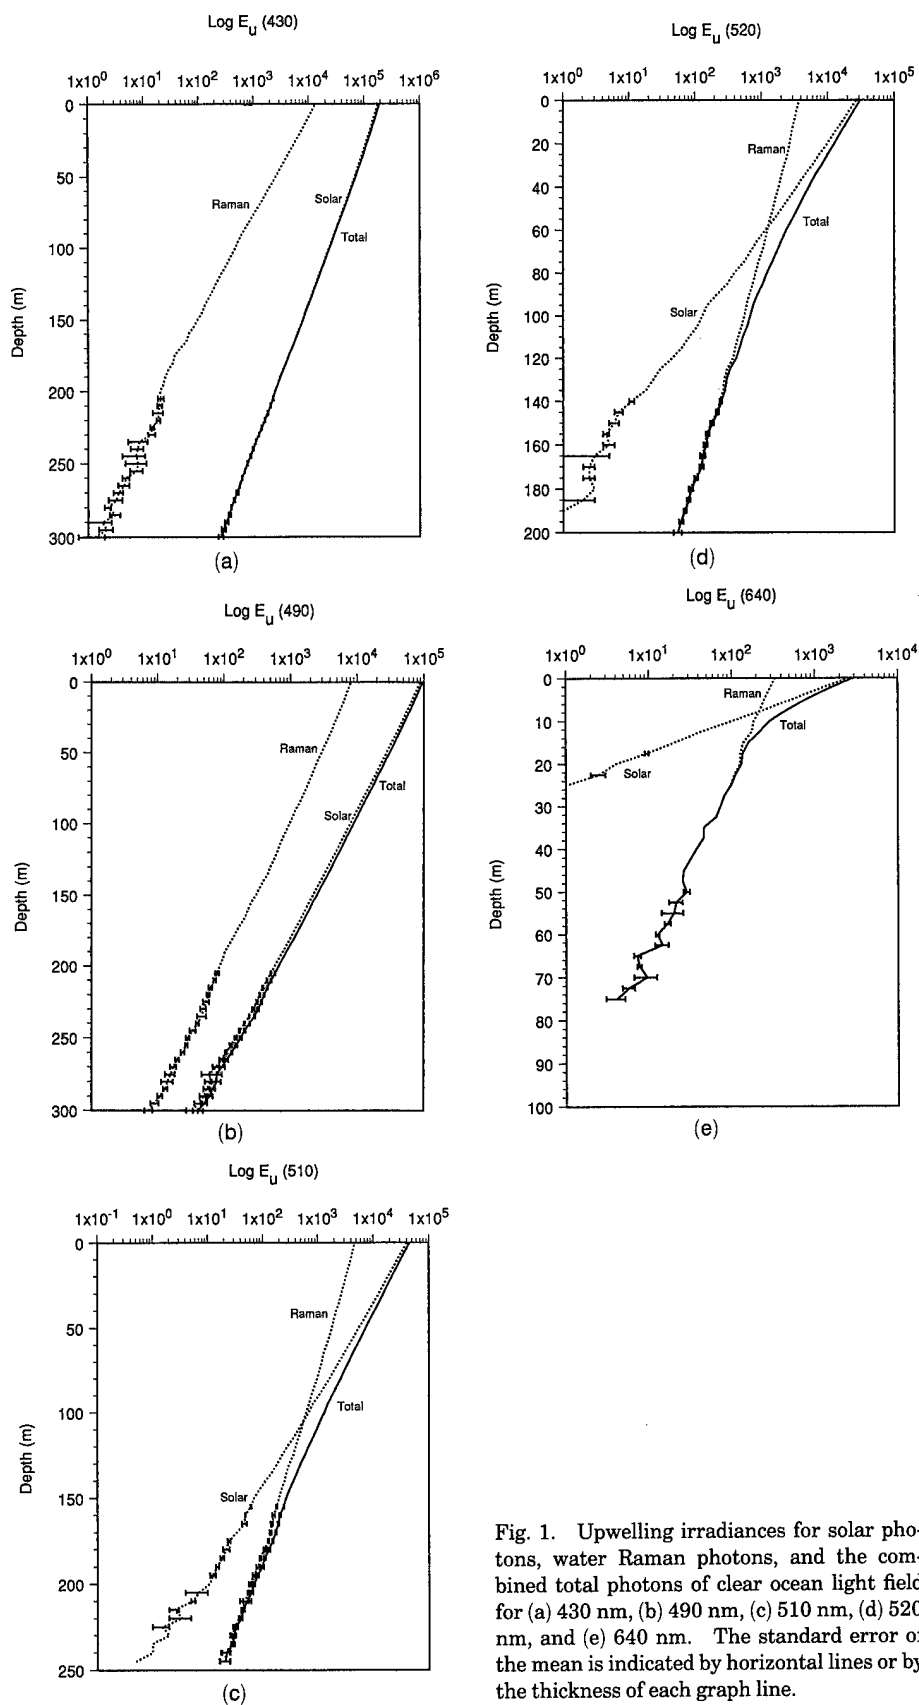 Log E_u (430)
1x10^0 1x10^1 1x10^2 1x10^3 1x10^4 1x10^5 1x10^6
0
50
100
150
200
250
300
Depth (m)
Raman
Solar
Total
(a)
Log E_u (490)
1x10^0 1x10^1 1x10^2 1x10^3 1x10^4 1x10^5
0
50
100
150
200
250
300
Depth (m)
Raman
Solar
Total
(b)
Log E_u (510)
1x10^-1 1x10^0 1x10^1 1x10^2 1x10^3 1x10^4 1x10^5
0
50
100
150
200
250
Depth (m)
Raman
Total
Solar
(c)
Log E_u (520)
1x10^0 1x10^1 1x10^2 1x10^3 1x10^4 1x10^5
0
20
40
60
80
100
120
140
160
180
200
Depth (m)
Raman
Total
Solar
(d)
Log E_u (640)
1x10^0 1x10^1 1x10^2 1x10^3 1x10^4
0
10
20
30
40
50
60
70
80
90
100
Depth (m)
Raman
Total
Solar
(e)
Fig. 1. Upwelling irradiances for solar pho-
tons, water Raman photons, and the com-
bined total photons of clear ocean light field
for (a) 430 nm, (b) 490 nm, (c) 510 nm, (d) 520
nm, and (e) 640 nm. The standard error of
the mean is indicated by horizontal lines or by
the thickness of each graph line.